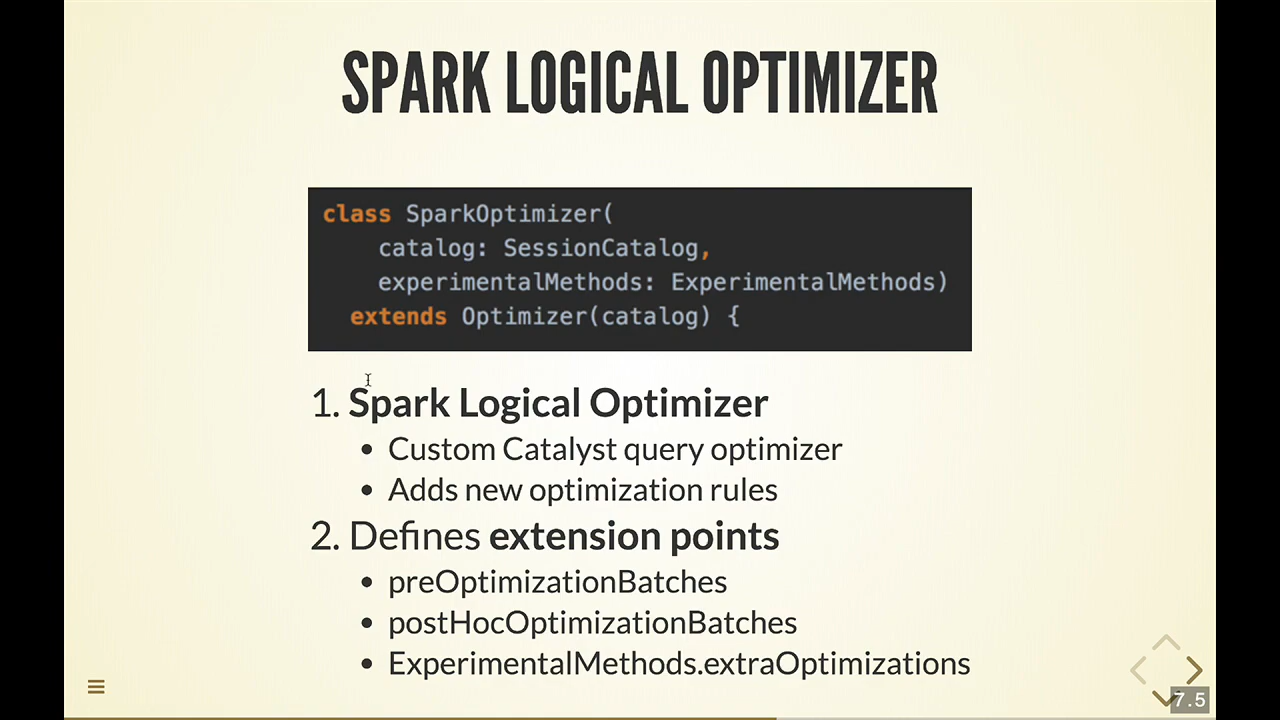 SPARK LOGICAL OPTIMIZER
class SparkOptimizer(
catalog: SessionCatalog,
experimentalMethods: ExperimentalMethods)
extends Optimizer(catalog) {
1. Spark Logical Optimizer
• Custom Catalyst query optimizer
• Adds new optimization rules
2. Defines extension points
• preOptimizationBatches
• postHocOptimizationBatches
• ExperimentalMethods.extraOptimizations
7.5